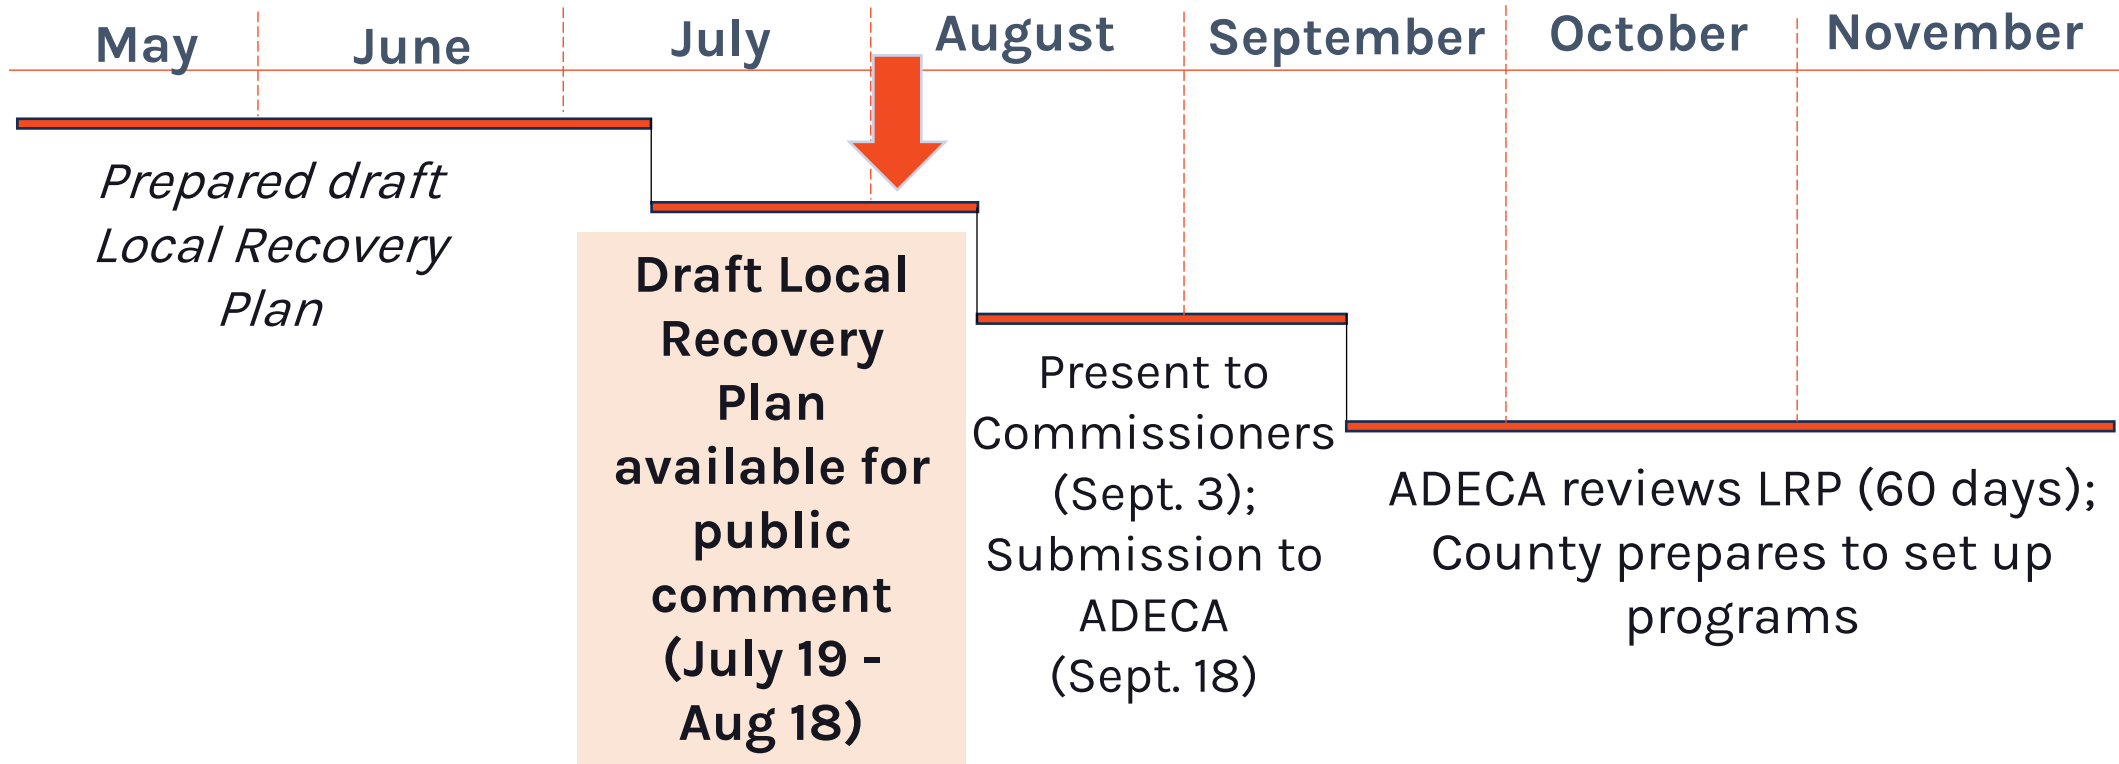 May June July August September October November
Prepared draft
Local Recovery
Plan
Draft Local
Recovery
Plan
available for
public
comment
(July 19 -
Aug 18)
Present to
Commissioners
(Sept. 3);
Submission to
ADECA
(Sept. 18)
ADECA reviews LRP (60 days);
County prepares to set up
programs